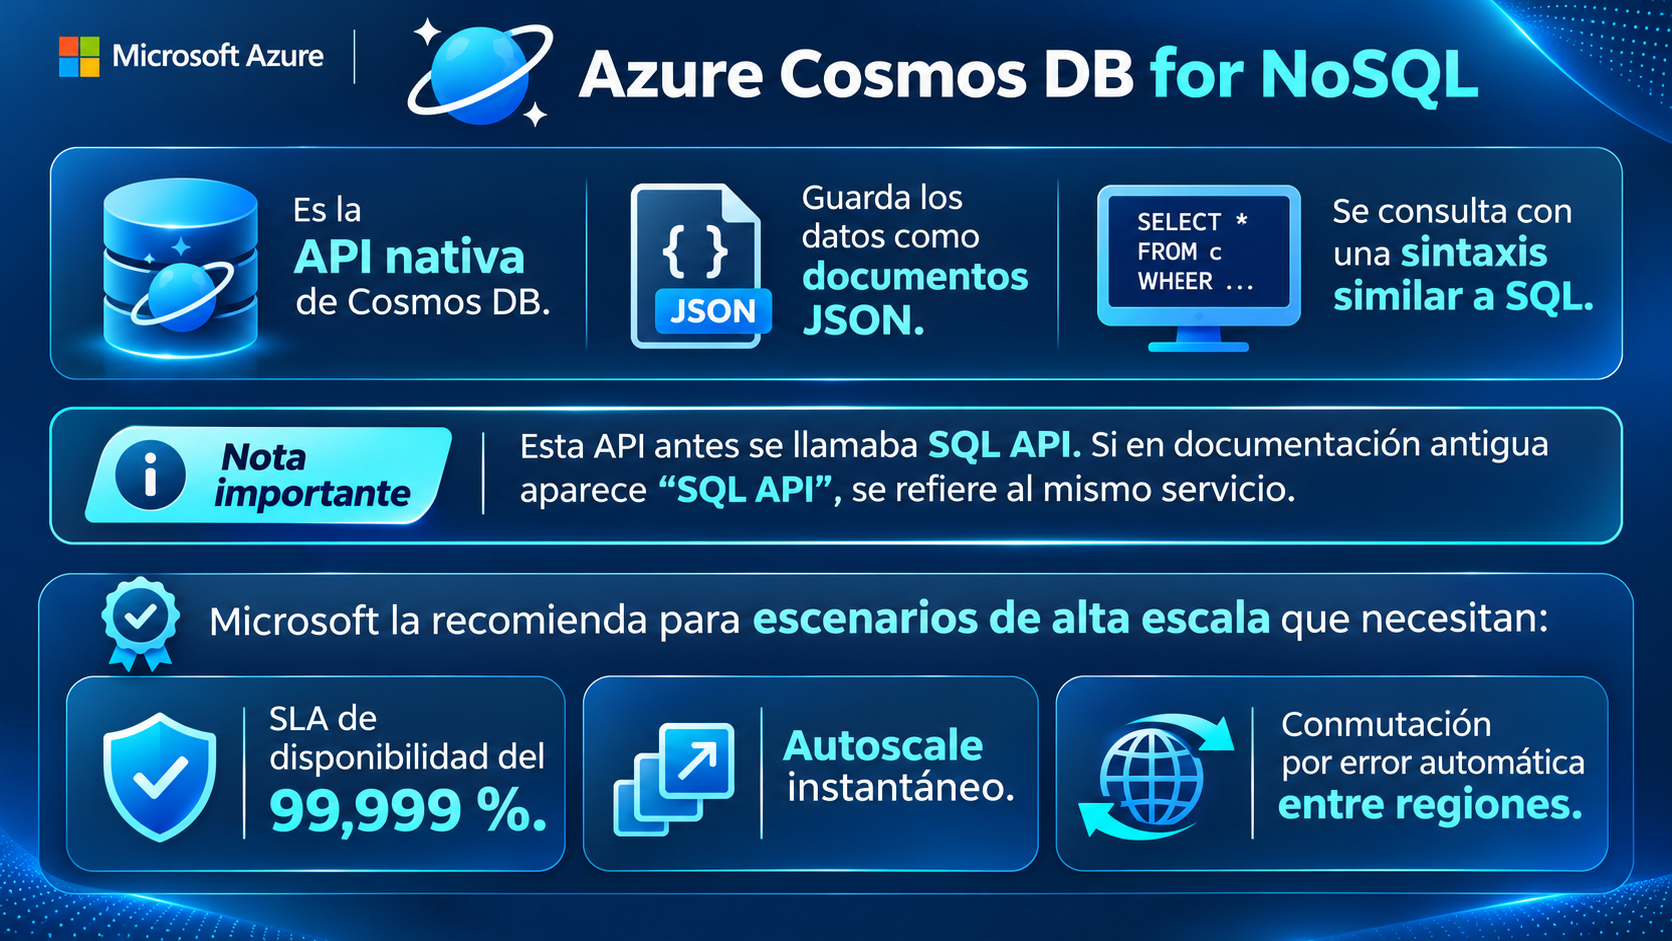 Microsoft Azure
Azure Cosmos DB for NoSQL
Es la
API nativa
de Cosmos DB.
{ }
JSON
Guarda los
datos como
documentos
JSON.
SELECT *
FROM c
WHEER ...
Se consulta con
una sintaxis
similar a SQL.
i
Nota
importante
Esta API antes se llamaba SQL API. Si en documentación antigua
aparece “SQL API”, se refiere al mismo servicio.
Microsoft la recomienda para escenarios de alta escala que necesitan:
SLA de
disponibilidad del
99,999 %.
Autoscale
instantáneo.
Conmutación
por error automática
entre regiones.